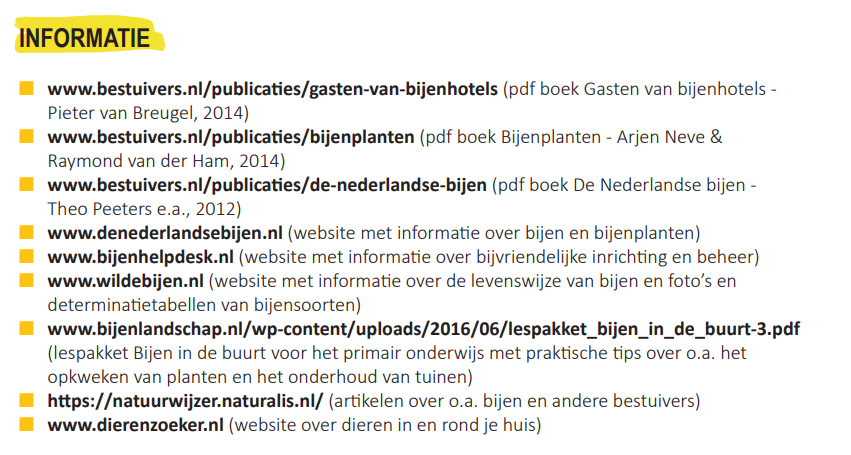 INFORMATIE
www.bestuivers.nl/publicaties/gasten-van-bijenhotels (pdf boek Gasten van bijenhotels -
Pieter van Breugel, 2014)
www.bestuivers.nl/publicaties/bijenplanten (pdf boek Bijenplanten - Arjen Neve &
Raymond van der Ham, 2014)
www.bestuivers.nl/publicaties/de-nederlandse-bijen (pdf boek De Nederlandse bijen -
Theo Peeters e.a., 2012)
www.denederlandsebijen.nl (website met informatie over bijen en bijenplanten)
www.bijenhelpdesk.nl (website met informatie over bijvriendelijke inrichting en beheer)
www.wildebijen.nl (website met informatie over de levenswijze van bijen en foto’s en
determinatietabellen van bijensoorten)
www.bijenlandschap.nl/wp-content/uploads/2016/06/lespakket_bijen_in_de_buurt-3.pdf
(lespakket Bijen in de buurt voor het primair onderwijs met praktische tips over o.a. het
opkweken van planten en het onderhoud van tuinen)
https://natuurwijzer.naturalis.nl/ (artikelen over o.a. bijen en andere bestuivers)
www.dierenzoeker.nl (website over dieren in en rond je huis)